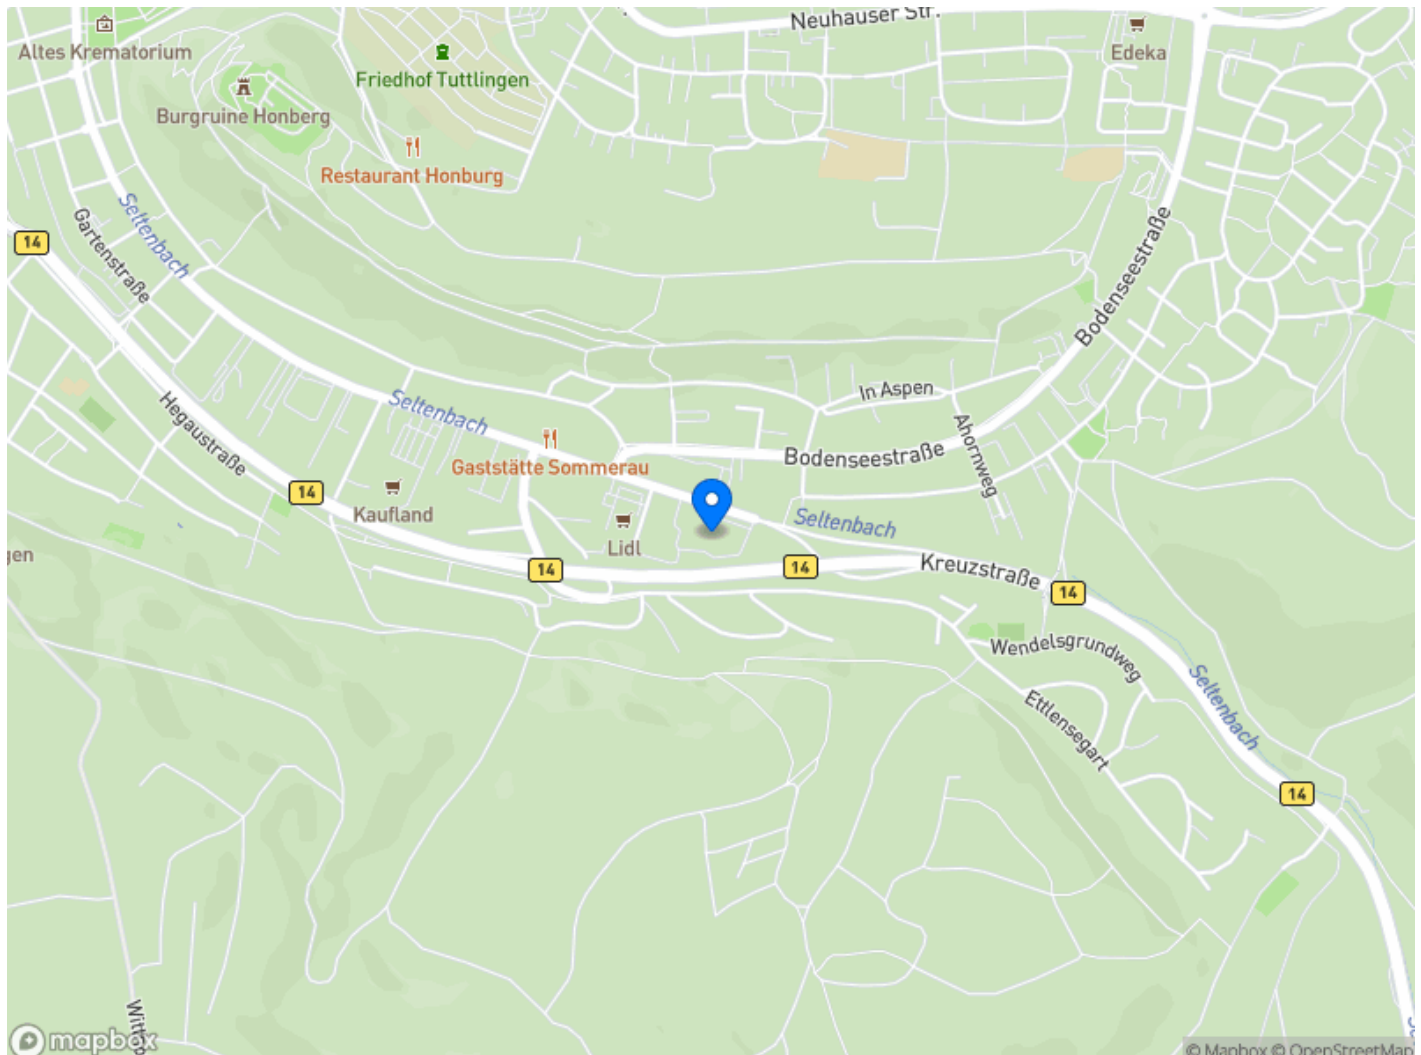 Neuhauser Str.
Altes Krematorium
Edeka
Friedhof Tuttlingen
Burgruine Honberg
Restaurant Honburg
Seltenbach
Gartenstraße
14
Bodenseestraße
In Aspen
Hegaustraße
Seltenbach
Ahornweg
Gaststätte Sommerau
Bodenseestraße
14
Kaufland
Lidl
Seltenbach
gen
14
14
Kreuzstraße
14
Wendelsgrundweg
Seltenbach
Ettlensegart
14
mapbox
© Mapbox © OpenStreetMap